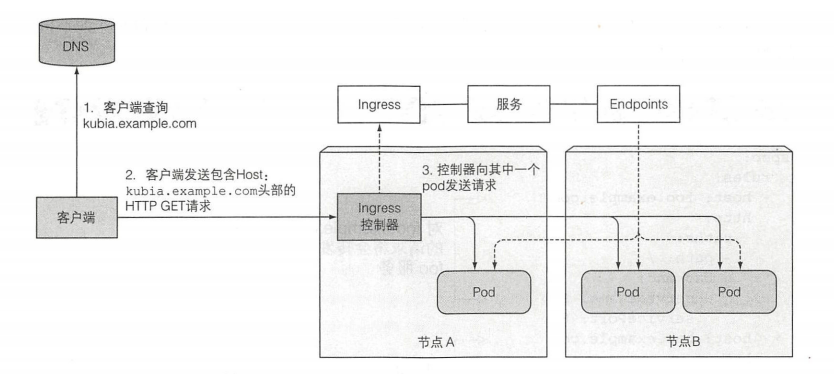 DNS
1. 客户端查询
kubia.example.com
Ingress
服务
Endpoints
2. 客户端发送包含Host:
kubia.example.com头部的
HTTP GET请求
3. 控制器向其中一个
pod发送请求
客户端
Ingress
控制器
Pod
Pod
Pod
节点 A
节点B